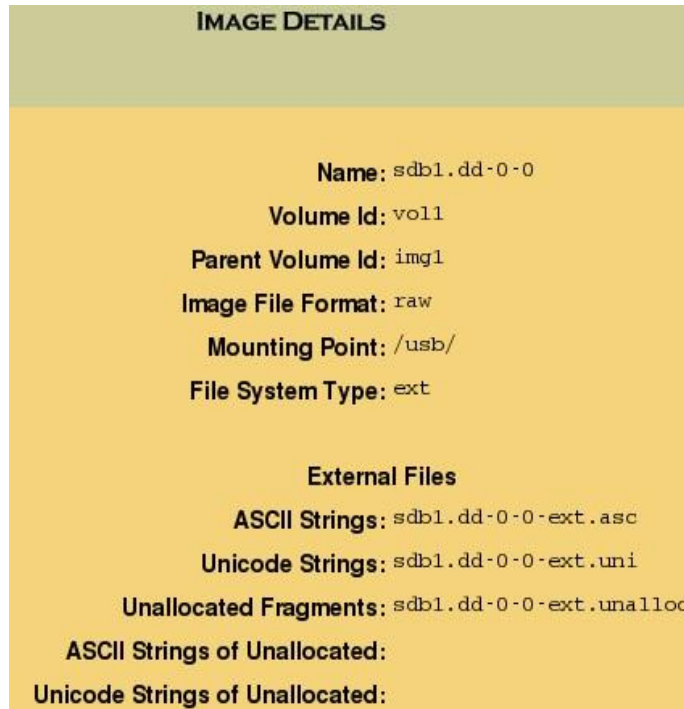 IMAGE DETAILS
Name: sdb1.dd-0-0
Volume Id: vol1
Parent Volume Id: img1
Image File Format: raw
Mounting Point: /usb/
File System Type: ext
External Files
ASCII Strings: sdb1.dd-0-0-ext.asc
Unicode Strings: sdb1.dd-0-0-ext.uni
Unallocated Fragments: sdb1.dd-0-0-ext.unalloc
ASCII Strings of Unallocated:
Unicode Strings of Unallocated: